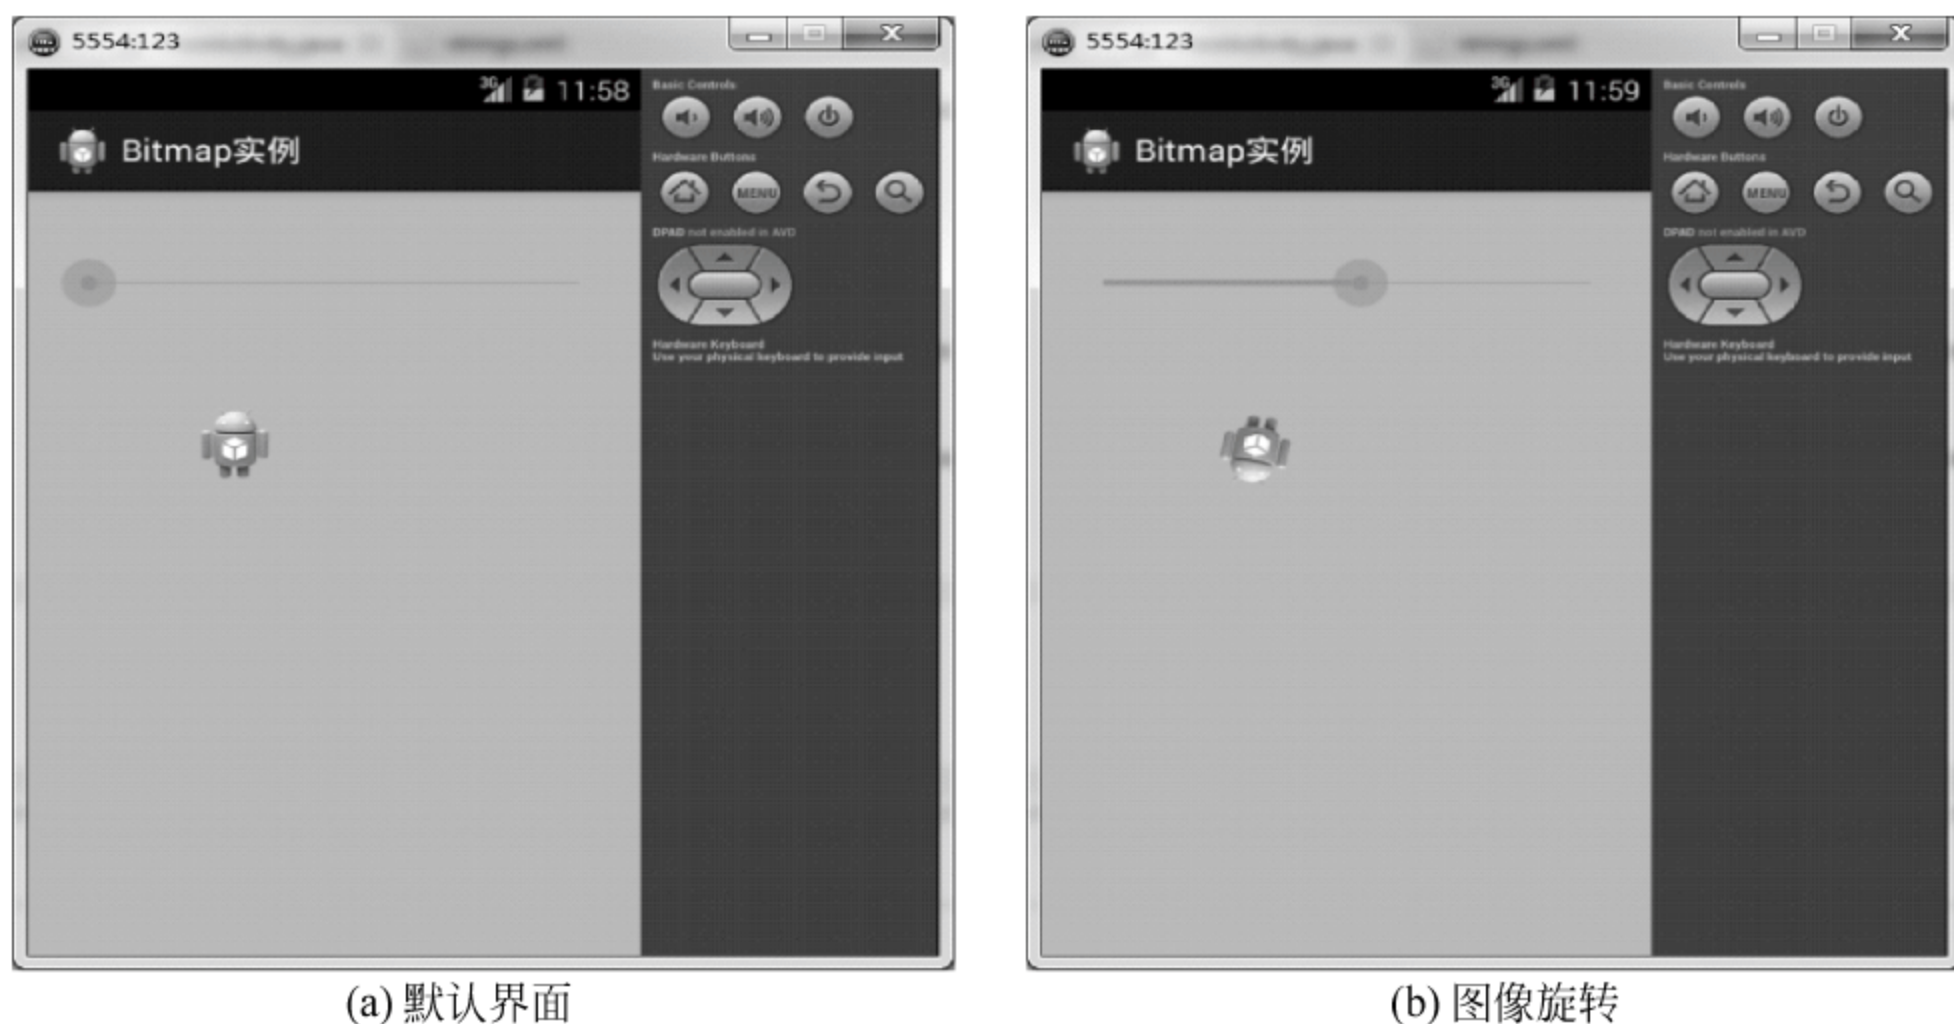 5554:123
3G 11:58
Bitmap实例
Basic Controls
Hardware Buttons
MENU
DPAD not enabled in AVD
Hardware Keyboard
Use your physical keyboard to provide input
(a) 默认界面
5554:123
3G 11:59
Bitmap实例
Basic Controls
Hardware Buttons
MENU
DPAD not enabled in AVD
Hardware Keyboard
Use your physical keyboard to provide input
(b) 图像旋转